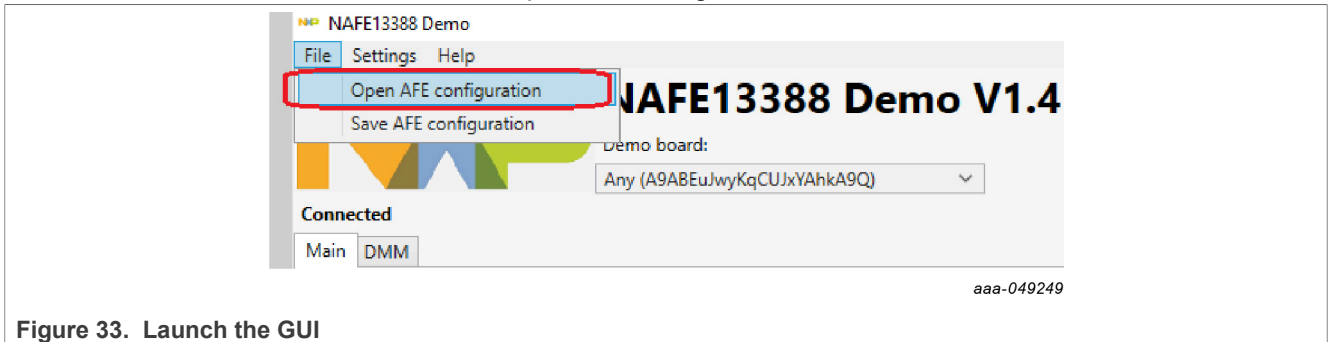 NXP NAFE13388 Demo
File Settings Help
Open AFE configuration
NAFE13388 Demo V1.4
Save AFE configuration
Demo board:
Any (A9ABEuJwyKqCUJxYAhkA9Q)
Connected
Main DMM
aaa-049249
Figure 33. Launch the GUI